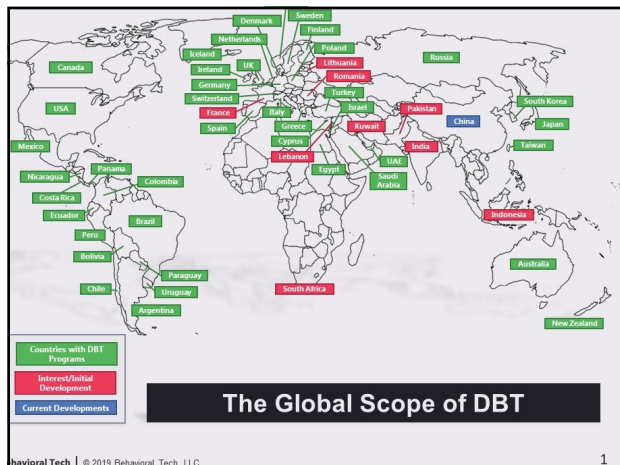 Sweden
Denmark
Finland
Netherlands
Poland
Iceland
Lithuania
Ireland
UK
Romania
Russia
Canada
Germany
Switzerland
Turkey
USA
France
Italy
Israel
Pakistan
South Korea
Spain
Greece
Kuwait
China
Japan
Mexico
Cyprus
India
Taiwan
Lebanon
UAE
Panama
Egypt
Saudi
Arabia
Nicaragua
Colombia
Costa Rica
Ecuador
Brazil
Indonesia
Peru
Bolivia
Paraguay
Australia
Chile
Uruguay
South Africa
Argentina
New Zealand
Countries with DBT
Programs
Interest/Initial
Development
Current Developments
The Global Scope of DBT
havioral Tech | © 2019 Behavioral Tech, LLC
1